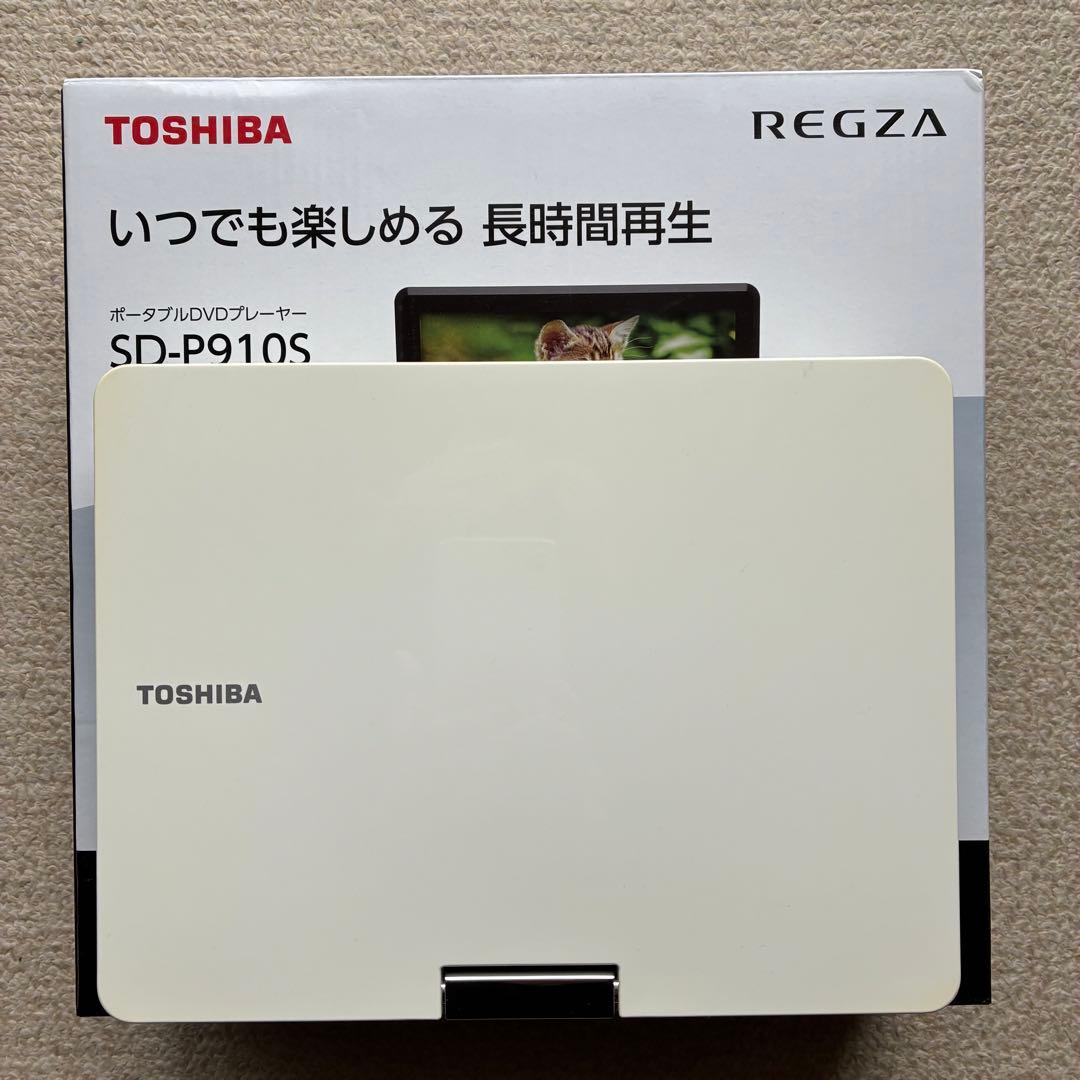 TOSHIBA
REGZA
いつでも楽しめる 長時間再生
ポータブルDVDプレーヤー
SD-P910S
TOSHIBA